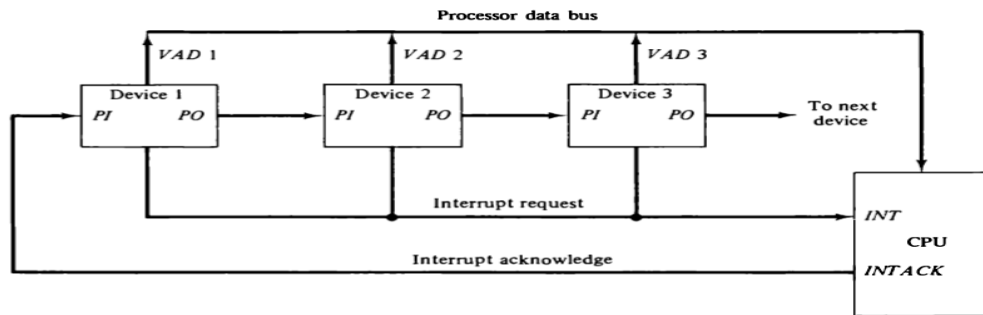 Processor data bus
VAD 1
VAD 2
VAD 3
Device 1
PI
PO
Device 2
PI
PO
Device 3
PI
PO
To next
device
Interrupt request
INT
CPU
Interrupt acknowledge
INTACK